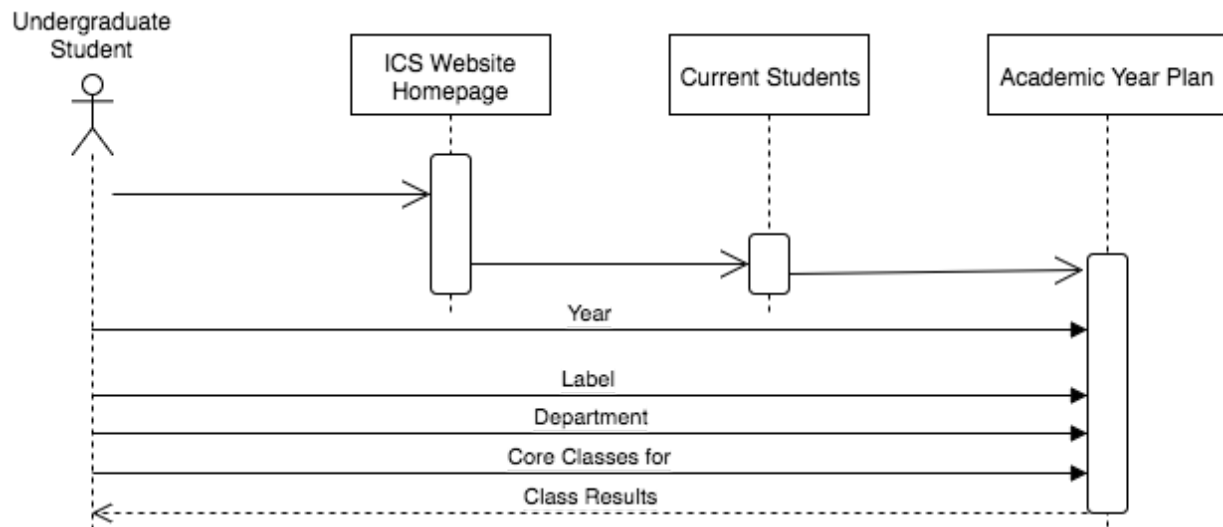 Undergraduate
Student
ICS Website
Homepage
Current Students
Academic Year Plan
Year
Label
Department
Core Classes for
Class Results